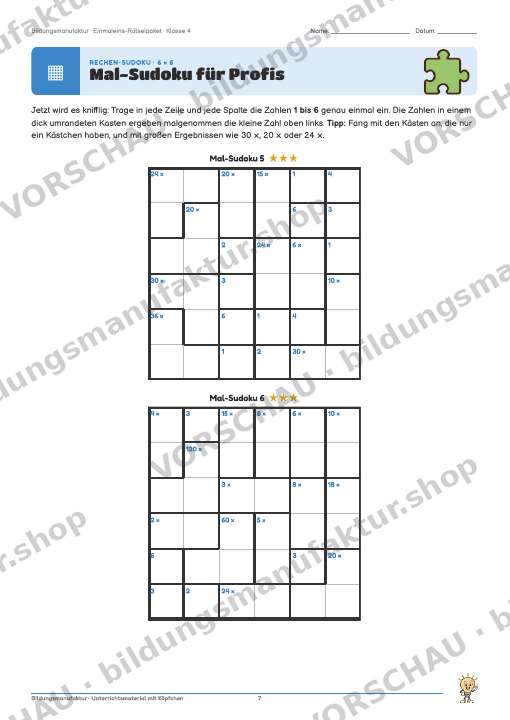 Bildungsmanufaktur · Einmaleins-Rätselpaket · Klasse 4
Name: Datum:
RECHEN-SUDOKU · 6 × 6
Mal-Sudoku für Profis
Jetzt wird es knifflig: Trage in jede Zeile und jede Spalte die Zahlen 1 bis 6 genau einmal ein. Die Zahlen in einem
dick umrandeten Kasten ergeben malgenommen die kleine Zahl oben links. Tipp: Fang mit den Kästen an, die nur
ein Kästchen haben, und mit großen Ergebnissen wie 30 ×, 20 × oder 24 ×.
Mal-Sudoku 5 ★★★
24 × 20 × 15 × 1 4
20 × 6 3
2 24 × 6 × 1
30 × 3 10 ×
36 × 6 1 4
1 2 30 ×
Mal-Sudoku 6 ★★★
4 × 3 15 × 6 × 10 ×
120 ×
3 × 8 × 18 ×
2 × 60 × 5 ×
3 20 ×
3 2 24 ×
VORSCHAU · bildungsmanufaktur.shop
Bildungsmanufaktur · Unterrichtsmaterial mit Köpfchen
7